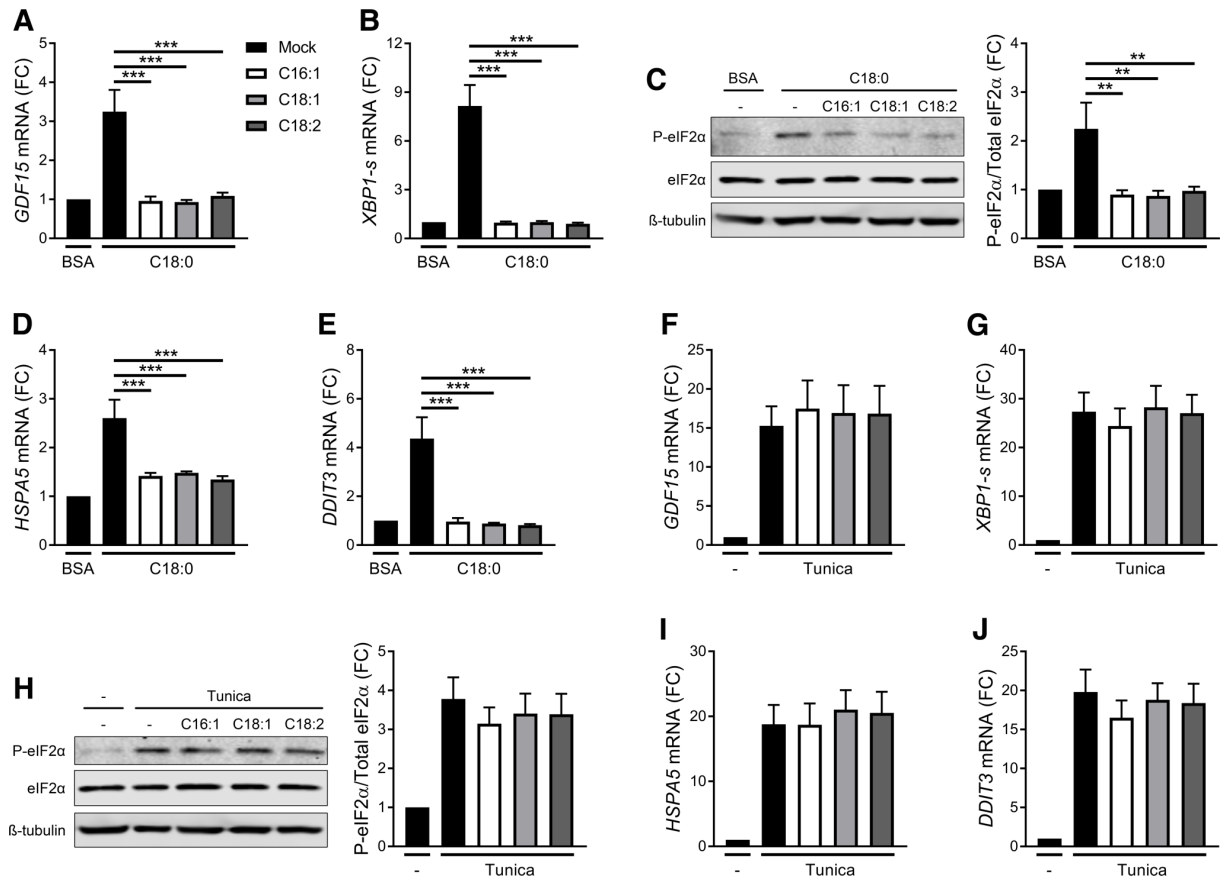 A
GDF15 mRNA (FC)
5
4
3
2
1
0
***
***
***
BSA
C18:0
Mock
C16:1
C18:1
C18:2
B
XBP1-s mRNA (FC)
12
9
6
3
0
***
***
***
BSA
C18:0
C
BSA
C18:0
-
-
C16:1
C18:1
C18:2
P-eIF2α
eIF2α
ß-tubulin
P-eIF2α/Total eIF2α
4
3
2
1
0
**
**
**
BSA
C18:0
D
HSPA5 mRNA (FC)
4
3
2
1
0
***
***
***
BSA
C18:0
E
DDIT3 mRNA (FC)
8
6
4
2
0
***
***
***
BSA
C18:0
F
GDF15 mRNA (FC)
25
20
15
10
5
0
-
Tunica
G
XBP1-s mRNA (FC)
50
40
30
20
10
0
-
Tunica
H
-
Tunica
-
-
C16:1
C18:1
C18:2
P-eIF2α
eIF2α
ß-tubulin
P-eIF2α/Total eIF2α
5
4
3
2
1
0
-
Tunica
I
HSPA5 mRNA (FC)
30
20
10
0
-
Tunica
J
DDIT3 mRNA (FC)
25
20
15
10
5
0
-
Tunica